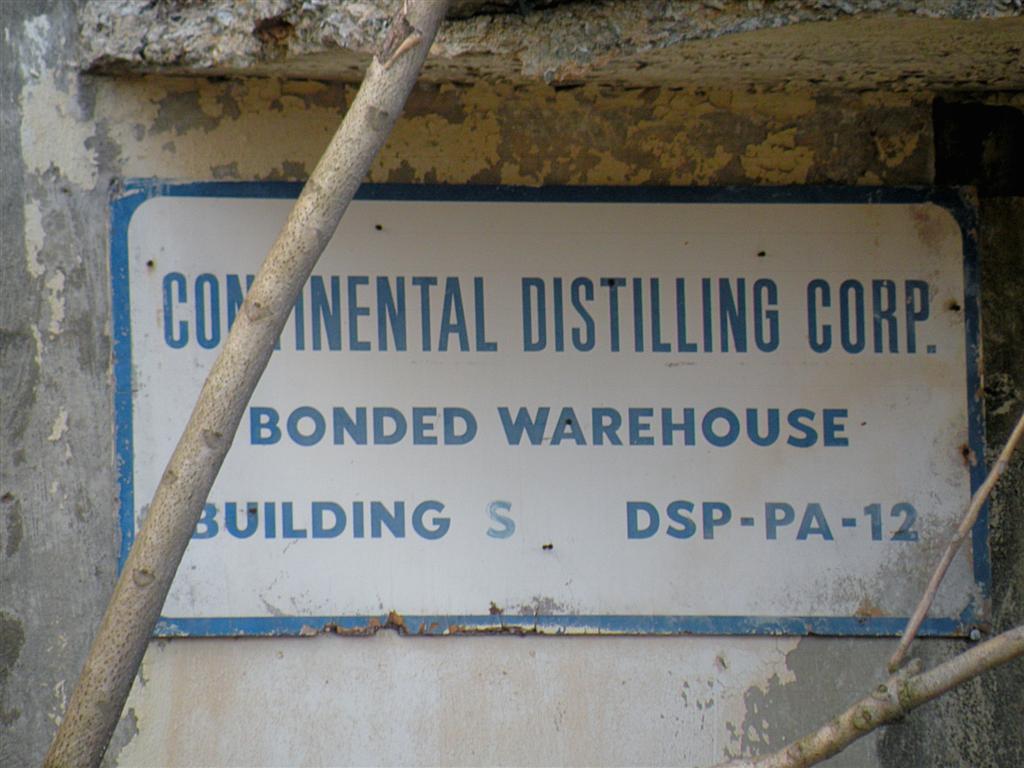 CONTINENTAL DISTILLING CORP.
BONDED WAREHOUSE
BUILDING S DSP-PA-12